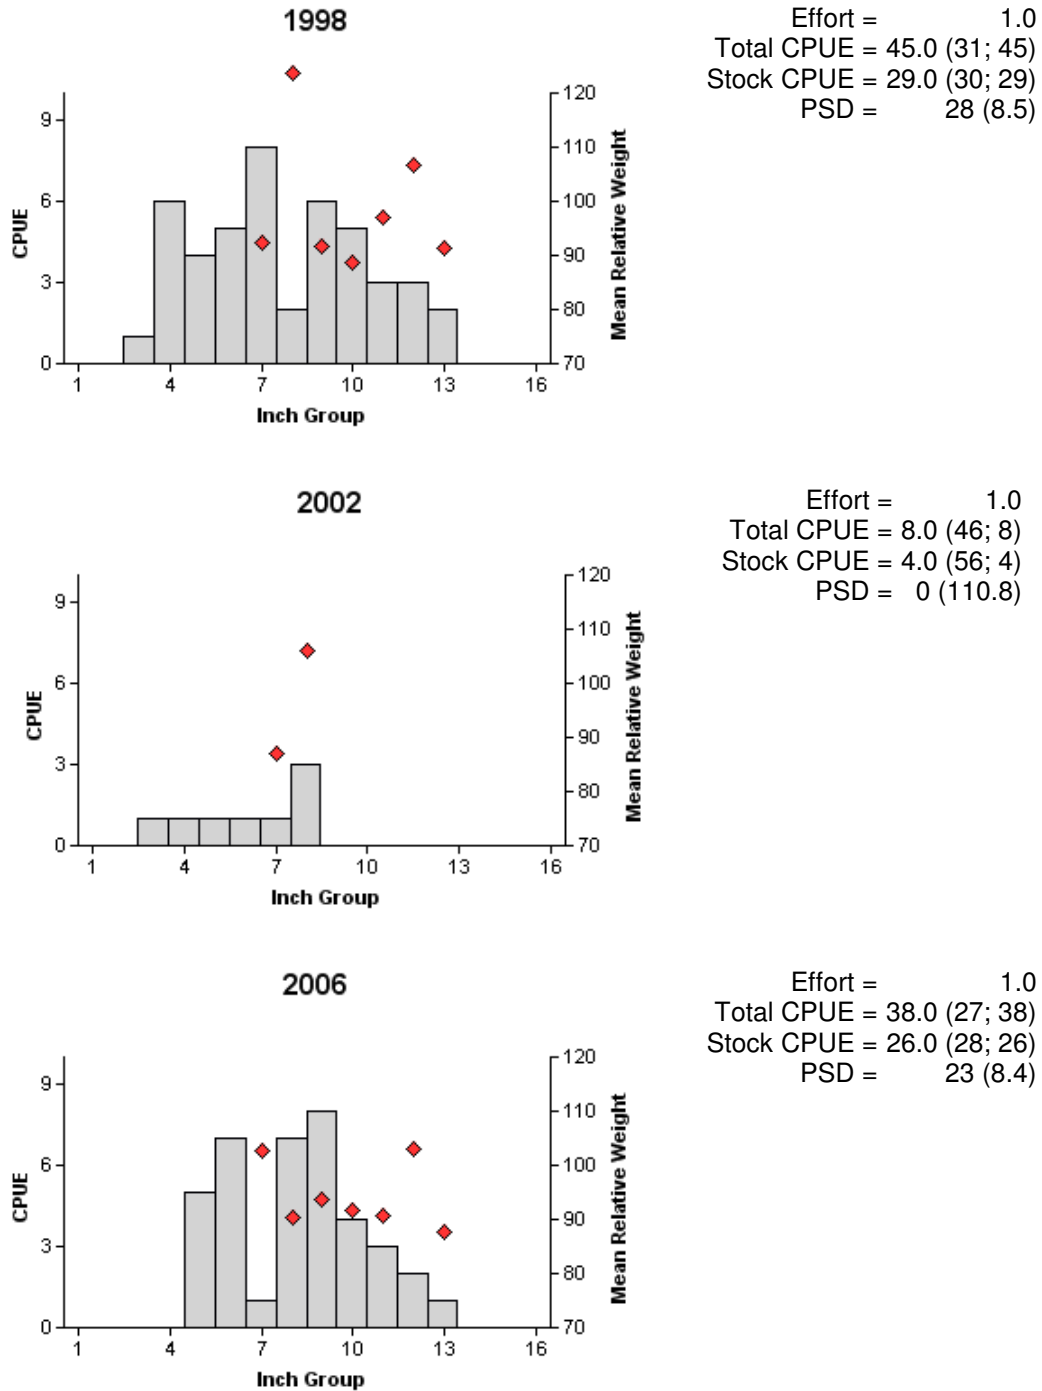 1998
Effort = 1.0
Total CPUE = 45.0 (31; 45)
Stock CPUE = 29.0 (30; 29)
PSD = 28 (8.5)
9
6
3
0
CPUE
120
110
100
90
80
70
Mean Relative Weight
1 4 7 10 13 16
Inch Group
2002
Effort = 1.0
Total CPUE = 8.0 (46; 8)
Stock CPUE = 4.0 (56; 4)
PSD = 0 (110.8)
9
6
3
0
CPUE
120
110
100
90
80
70
Mean Relative Weight
1 4 7 10 13 16
Inch Group
2006
Effort = 1.0
Total CPUE = 38.0 (27; 38)
Stock CPUE = 26.0 (28; 26)
PSD = 23 (8.4)
9
6
3
0
CPUE
120
110
100
90
80
70
Mean Relative Weight
1 4 7 10 13 16
Inch Group